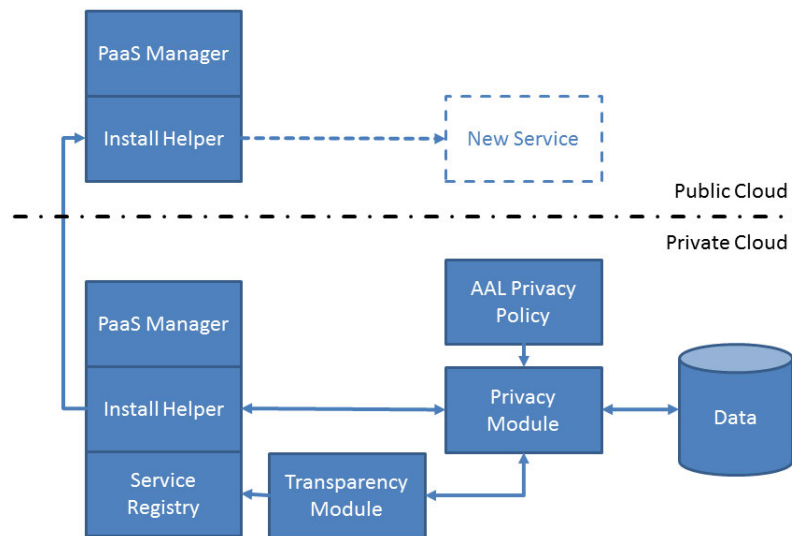 PaaS Manager
Install Helper
New Service
Public Cloud
Private Cloud
PaaS Manager
AAL Privacy
Policy
Install Helper
Privacy
Module
Data
Service
Registry
Transparency
Module